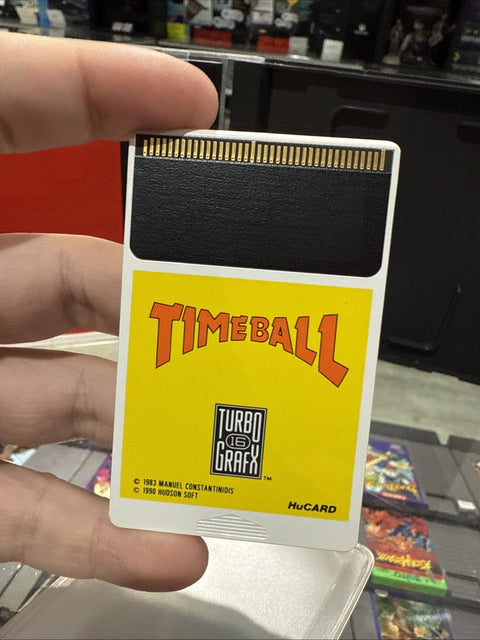 TIMEBALL
TURBO
16
GRAFX
™
© 1983 MANUEL CONSTANTINIDIS
© 1990 HUDSON SOFT
HuCARD